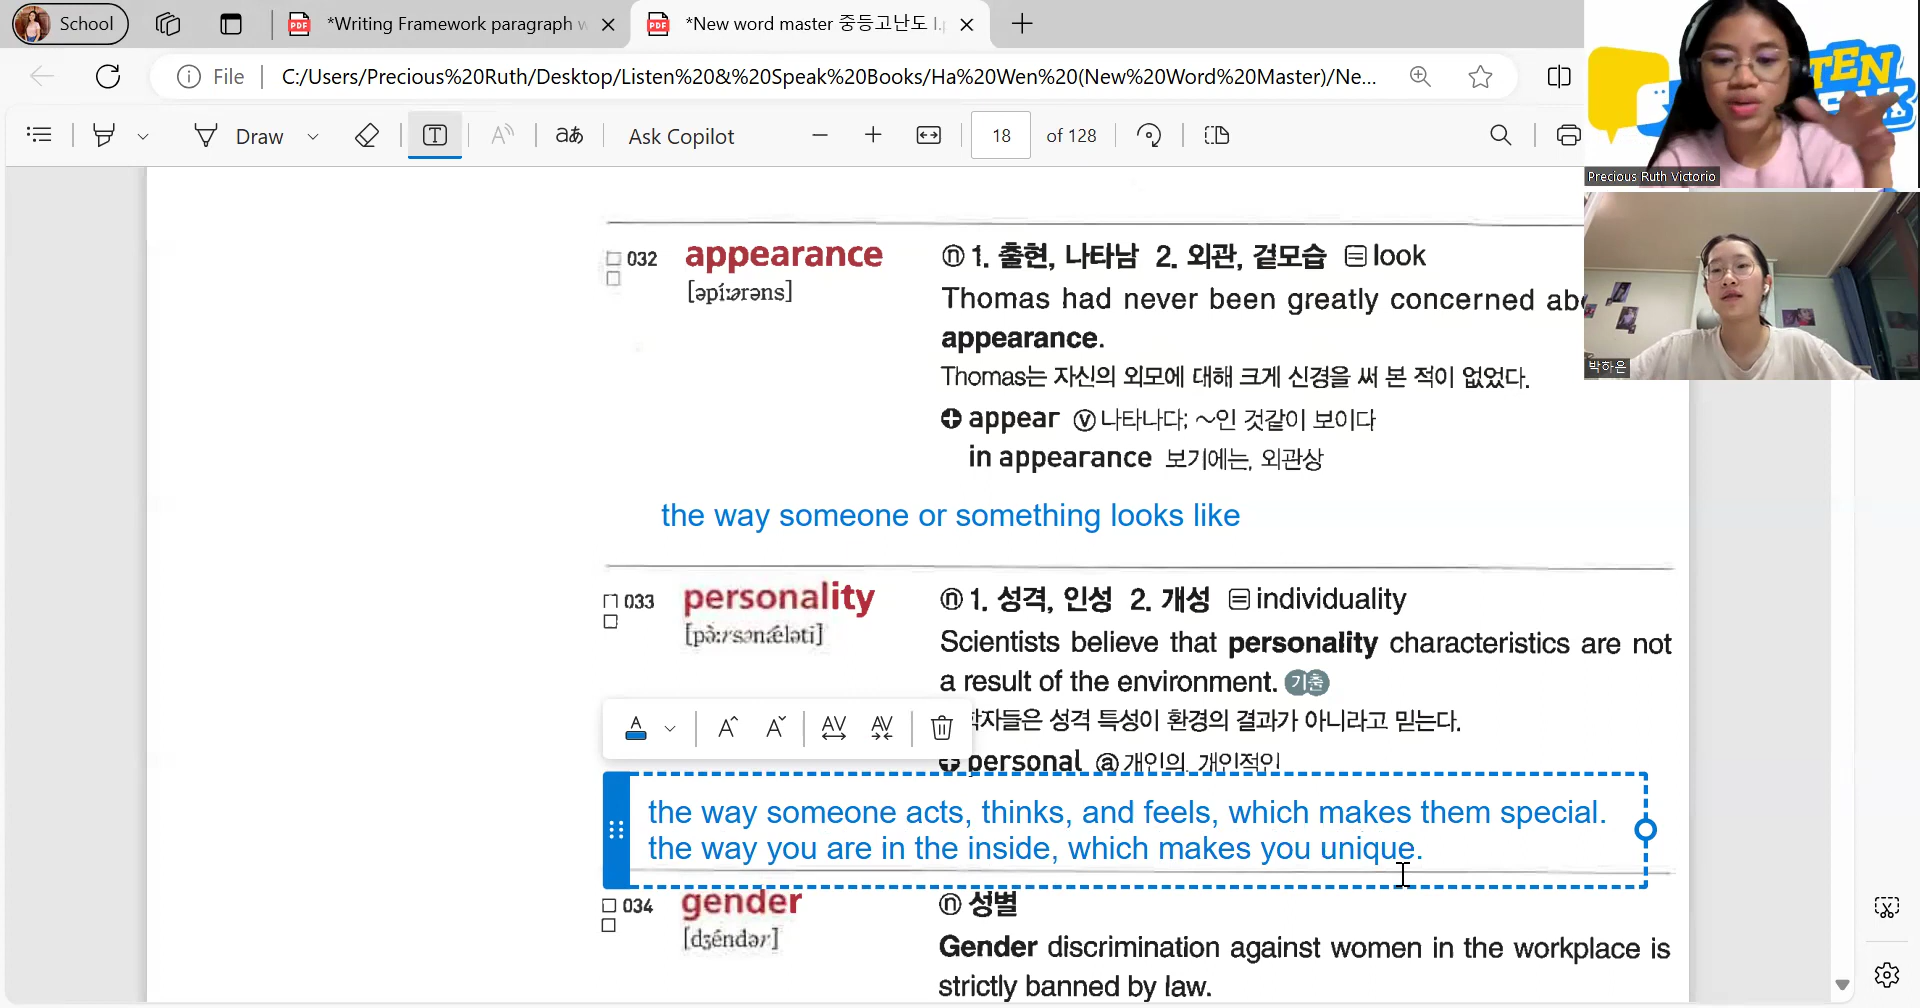 School
*Writing Framework paragraph w
*New word master 중등고난도 I.p
File
C:/Users/Precious%20Ruth/Desktop/Listen%20&%20Speak%20Books/Ha%20Wen%20(New%20Word%20Master)/Ne...
Draw
aあ
Ask Copilot
18 of 128
TEN
Precious Ruth Victorio
박하은
032 appearance
[əpíːərəns]
ⓝ 1. 출현, 나타남 2. 외관, 겉모습 look
Thomas had never been greatly concerned
appearance.
Thomas는 자신의 외모에 대해 크게 신경을 써 본 적이 없었다.
appear ⓥ 나타나다; ~인 것같이 보이다
in appearance 보기에는, 외관상
the way someone or something looks like
033 personality
[pə̀ːrsənǽləti]
ⓝ 1. 성격, 인성 2. 개성 individuality
Scientists believe that personality characteristics are not
a result of the environment. 기출
학자들은 성격 특성이 환경의 결과가 아니라고 믿는다.
personal ⓐ 개인의, 개인적인
the way someone acts, thinks, and feels, which makes them special.
the way you are in the inside, which makes you unique.
034 gender
[dʒéndər]
ⓝ 성별
Gender discrimination against women in the workplace is
strictly banned by law.